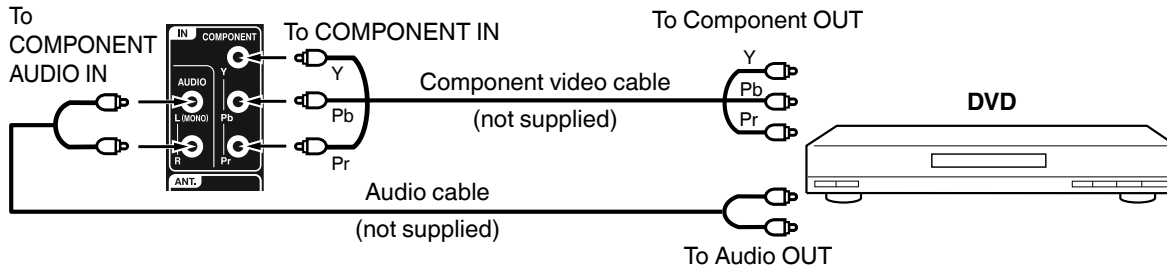 To
COMPONENT
AUDIO IN
IN
COMPONENT
Y
AUDIO
L (MONO)
Pb
R
Pr
ANT.
To COMPONENT IN
Y
Pb
Pr
Component video cable
(not supplied)
Audio cable
(not supplied)
To Component OUT
Y
Pb
Pr
To Audio OUT
DVD